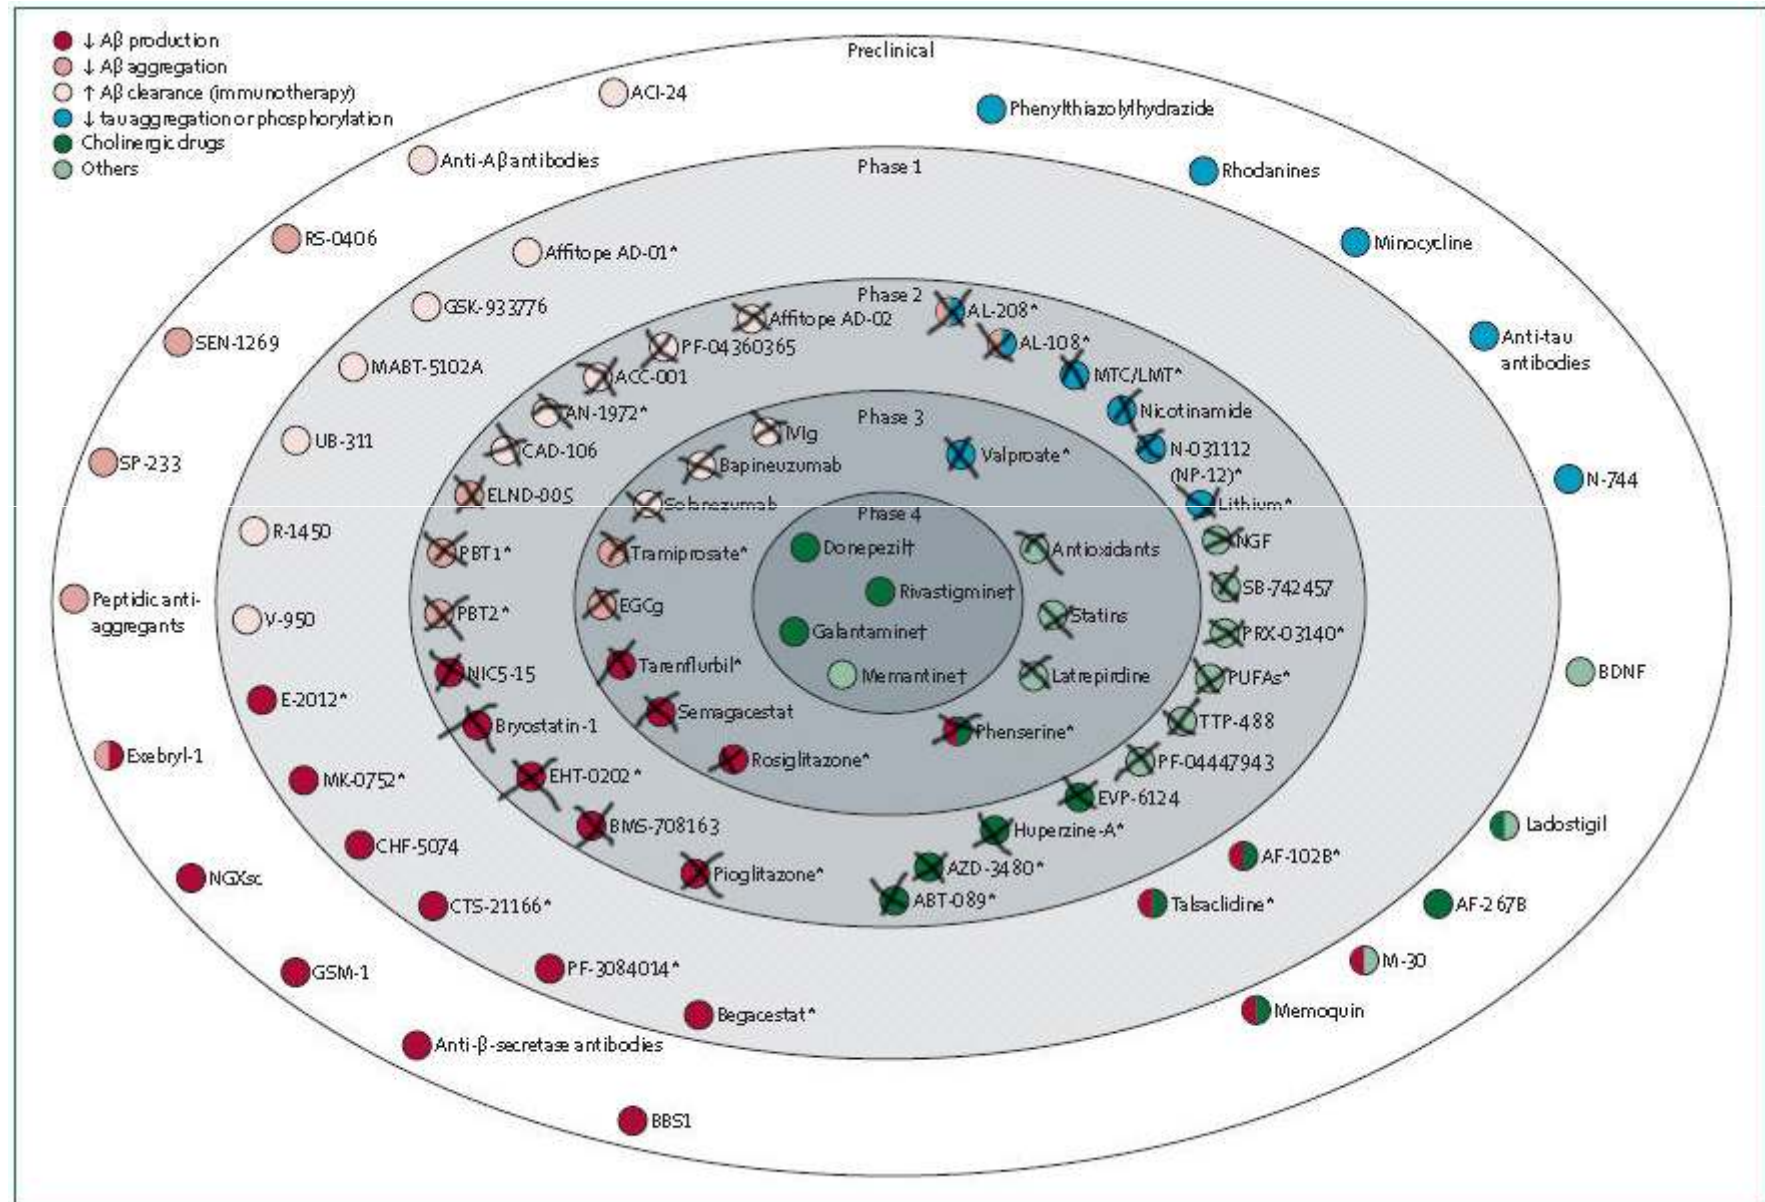 ↓ Aβ production
↓ Aβ aggregation
↑ Aβ clearance (immunotherapy)
↓ tau aggregation or phosphorylation
Cholinergic drugs
Others
Preclinical
ACI-24
Phenylthiazolylhydrazide
Anti-Aβ antibodies
Rhodanines
RS-0406
Minocycline
SEN-1269
Anti-tau
antibodies
SP-233
N-744
Peptidic anti-
aggregants
BDNF
Exebryl-1
Ladostigil
NGXsc
AF-267B
GSM-1
M-30
Memoquin
Anti-β-secretase antibodies
BBS1
Phase 1
Affitope AD-01*
GSK-933776
MABT-5102A
UB-311
R-1450
V-950
E-2012*
MK-0752*
CHF-5074
CTS-21166*
PF-3084014*
Begacestat*
AF-102B*
Talsaclidine*
Phase 2
Affitope AD-02
AL-208*
PF-04360365
AL-108*
ACC-001
MTC/LMT*
AN-1972*
Nicotinamide
CAD-106
N-031112
(NP-12)*
ELND-005
Lithium*
PBT1*
NGF
SB-742457
PBT2*
PRX-03140*
NIC5-15
PUFAs*
Bryostatin-1
TTP-488
EHT-0202*
PF-04447943
BMS-708163
EVP-6124
Pioglitazone*
Huperzine-A*
AZD-3480*
ABT-089*
Phase 3
IVIg
Bapineuzumab
Valproate*
Solanezumab
Tramiprosate*
Antioxidants
EGCg
Statins
Tarenflurbil*
Latrepirdine
Semagacestat
Phenserine*
Rosiglitazone*
Phase 4
Donepezil†
Rivastigmine†
Galantamine†
Memantine†